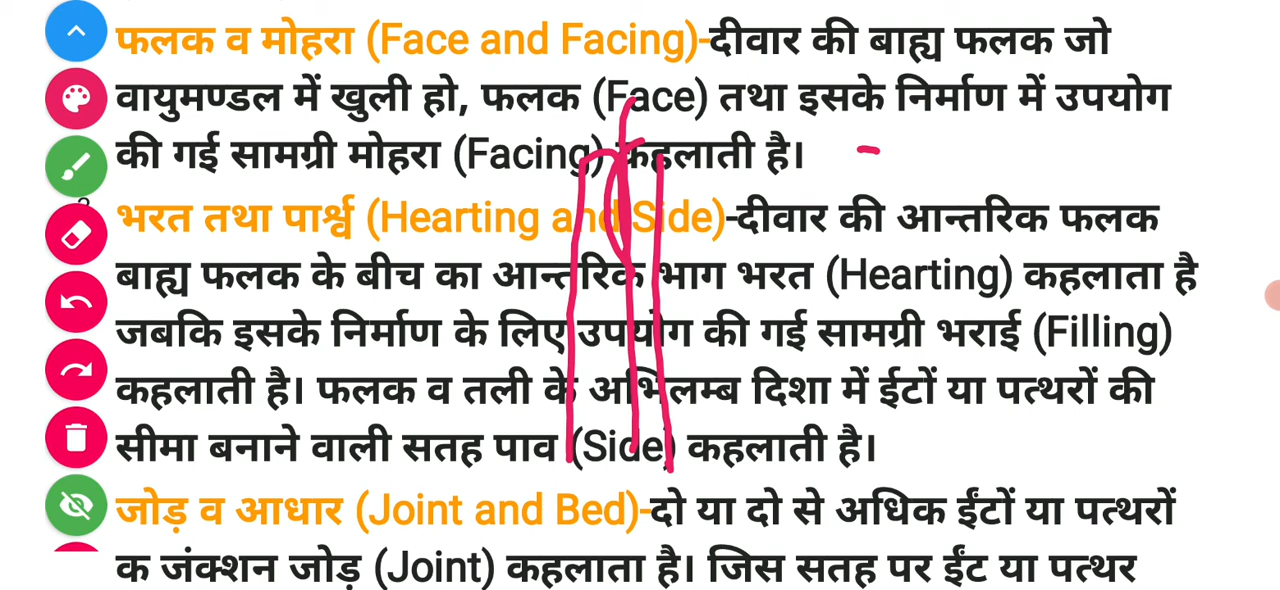 फलक व मोहरा (Face and Facing)-दीवार की बाह्य फलक जो
वायुमण्डल में खुली हो, फलक (Face) तथा इसके निर्माण में उपयोग
की गई सामग्री मोहरा (Facing) कहलाती है।
भरत तथा पार्श्व (Hearting and Side)-दीवार की आन्तरिक फलक
बाह्य फलक के बीच का आन्तरिक भाग भरत (Hearting) कहलाता है
जबकि इसके निर्माण के लिए उपयोग की गई सामग्री भराई (Filling)
कहलाती है। फलक व तली के अभिलम्ब दिशा में ईटों या पत्थरों की
सीमा बनाने वाली सतह पाव (Side) कहलाती है।
जोड़ व आधार (Joint and Bed)-दो या दो से अधिक ईंटों या पत्थरों
क जंक्शन जोड़ (Joint) कहलाता है। जिस सतह पर ईंट या पत्थर